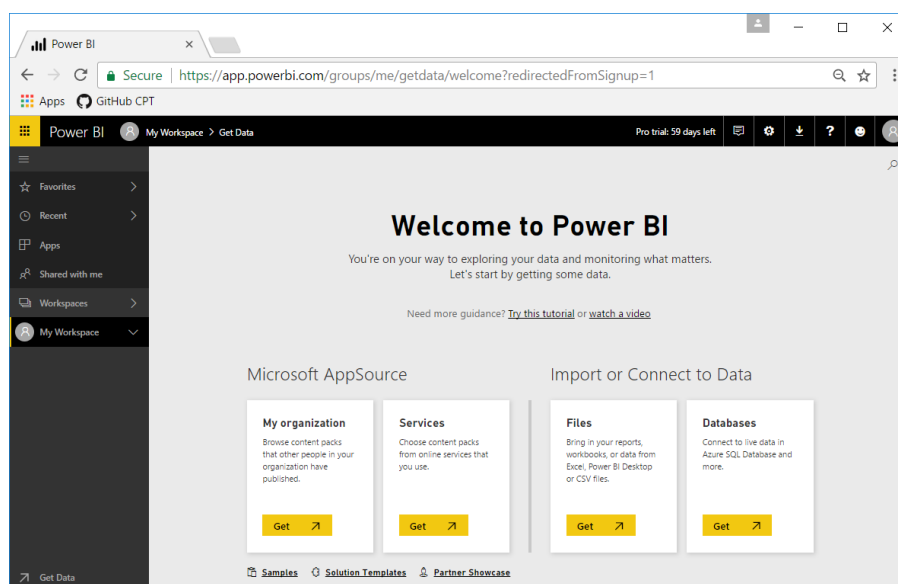 Power BI
Secure https://app.powerbi.com/groups/me/getdata/welcome?redirectedFromSignup=1
Apps GitHub CPT
Power BI My Workspace > Get Data Pro trial: 59 days left
Favorites
Recent
Apps
Shared with me
Workspaces
My Workspace
Get Data
Welcome to Power BI
You're on your way to exploring your data and monitoring what matters.
Let's start by getting some data.
Need more guidance? Try this tutorial or watch a video
Microsoft AppSource
My organization
Browse content packs
that other people in your
organization have
published.
Get
Services
Choose content packs
from online services that
you use.
Get
Import or Connect to Data
Files
Bring in your reports,
workbooks, or data from
Excel, Power BI Desktop
or CSV files.
Get
Databases
Connect to live data in
Azure SQL Database and
more.
Get
Samples Solution Templates Partner Showcase